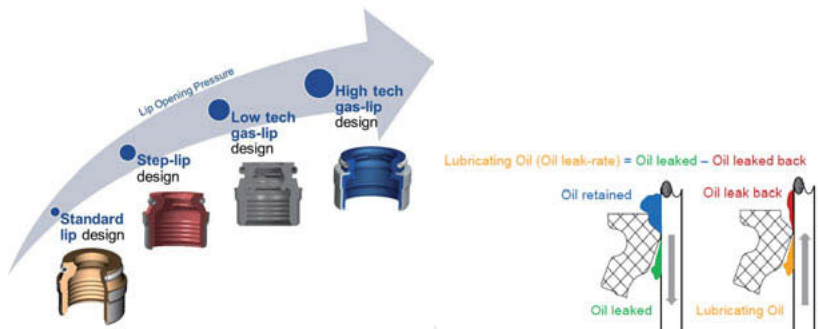 Lip Opening Pressure
High tech
gas-lip
design
Low tech
gas-lip
design
Step-lip
design
Standard
lip design
Lubricating Oil (Oil leak-rate) = Oil leaked – Oil leaked back
Oil retained
Oil leak back
Oil leaked
Lubricating Oil